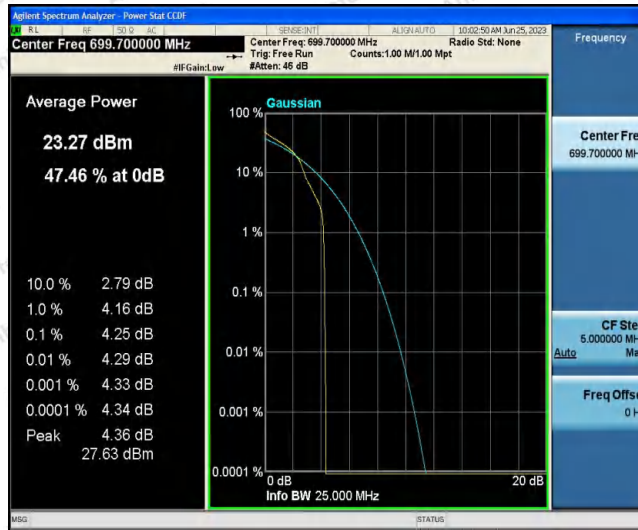 Agilent Spectrum Analyzer - Power Stat CCDF
RL RF 50 Ω AC SENSE:INT ALIGN AUTO 10:02:50 AM Jun 25, 2023
Center Freq 699.700000 MHz
Center Freq: 699.700000 MHz Radio Std: None
Trig: Free Run Counts:1.00 M/1.00 Mpt
#IFGain:Low #Atten: 46 dB
Frequency
Average Power
23.27 dBm
47.46 % at 0dB
10.0 % 2.79 dB
1.0 % 4.16 dB
0.1 % 4.25 dB
0.01 % 4.29 dB
0.001 % 4.33 dB
0.0001 % 4.34 dB
Peak 4.36 dB
27.63 dBm
Gaussian
100 %
10 %
1 %
0.1 %
0.01 %
0.001 %
0.0001 %
0 dB 20 dB
Info BW 25.000 MHz
Center Fre
699.700000 MH
CF Ste
5.000000 MH
Auto Ma
Freq Offse
0 H
MSG STATUS